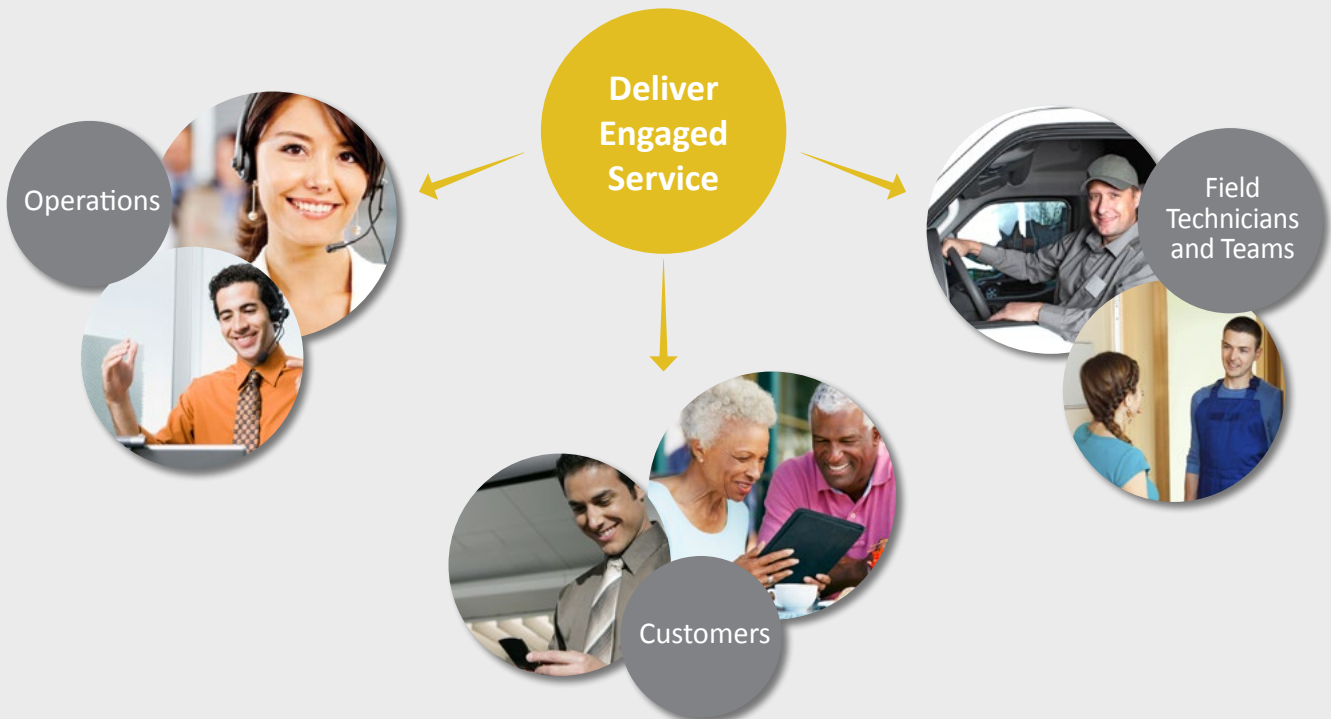 Deliver
Engaged
Service
Operations
Field
Technicians
and Teams
Customers